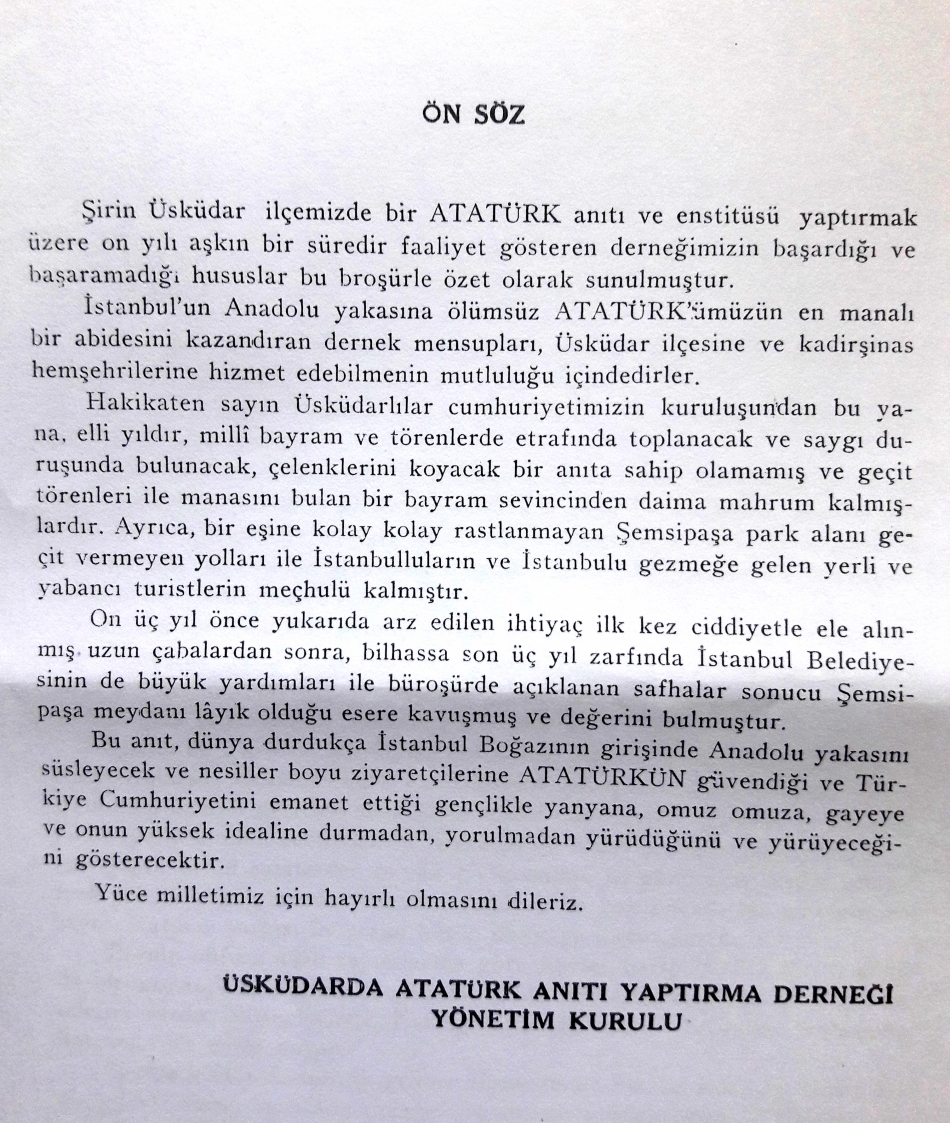 ÖN SÖZ
Şirin Üsküdar ilçemizde bir ATATÜRK anıtı ve enstitüsü yaptırmak
üzere on yılı aşkın bir süredir faaliyet gösteren derneğimizin başardığı ve
başaramadığı hususlar bu broşürle özet olarak sunulmuştur.
İstanbul'un Anadolu yakasına ölümsüz ATATÜRK'ümüzün en manalı
bir abidesini kazandıran dernek mensupları, Üsküdar ilçesine ve kadirşinas
hemşehrilerine hizmet edebilmenin mutluluğu içindedirler.
Hakikaten sayın Üsküdarlılar cumhuriyetimizin kuruluşundan bu ya-
na, elli yıldır, millî bayram ve törenlerde etrafında toplanacak ve saygı du-
ruşunda bulunacak, çelenklerini koyacak bir anıta sahip olamamış ve geçit
törenleri ile manasını bulan bir bayram sevincinden daima mahrum kalmış-
lardır. Ayrıca, bir eşine kolay kolay rastlanmayan Şemsipaşa park alanı ge-
çit vermeyen yolları ile İstanbulluların ve İstanbulu gezmeğe gelen yerli ve
yabancı turistlerin meçhulü kalmıştır.
On üç yıl önce yukarıda arz edilen ihtiyaç ilk kez ciddiyetle ele alın-
mış. uzun çabalardan sonra, bilhassa son üç yıl zarfında İstanbul Belediye-
sinin de büyük yardımları ile büroşürde açıklanan safhalar sonucu Şemsi-
paşa meydanı lâyık olduğu esere kavuşmuş ve değerini bulmuştur.
Bu anıt, dünya durdukça İstanbul Boğazının girişinde Anadolu yakasını
süsleyecek ve nesiller boyu ziyaretçilerine ATATÜRKÜN güvendiği ve Tür-
kiye Cumhuriyetini emanet ettiği gençlikle yanyana, omuz omuza, gayeye
ve onun yüksek idealine durmadan, yorulmadan yürüdüğünü ve yürüyeceği-
ni gösterecektir.
Yüce milletimiz için hayırlı olmasını dileriz.
ÜSKÜDARDA ATATÜRK ANITI YAPTIRMA DERNEĞİ
YÖNETİM KURULU